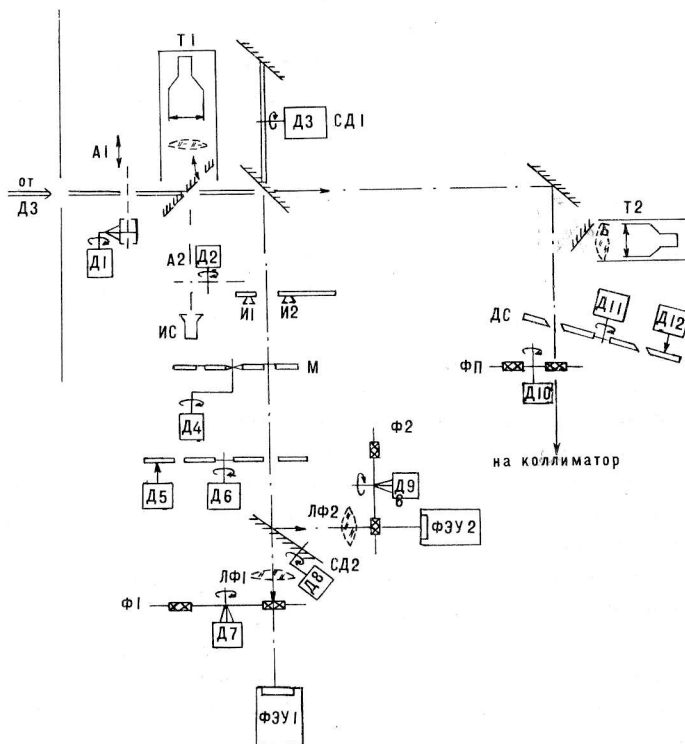 Т1
Д3
СД1
А1
от
Д3
Т2
Д1
А2
Д2
ИС
И1
И2
ДС
Д11
Д12
М
ФП
Д10
Д4
Ф2
на коллиматор
Д5
Д6
Д9
6
ЛФ2
ФЭУ2
СД2
Д8
ЛФ1
Ф1
Д7
ФЭУ1